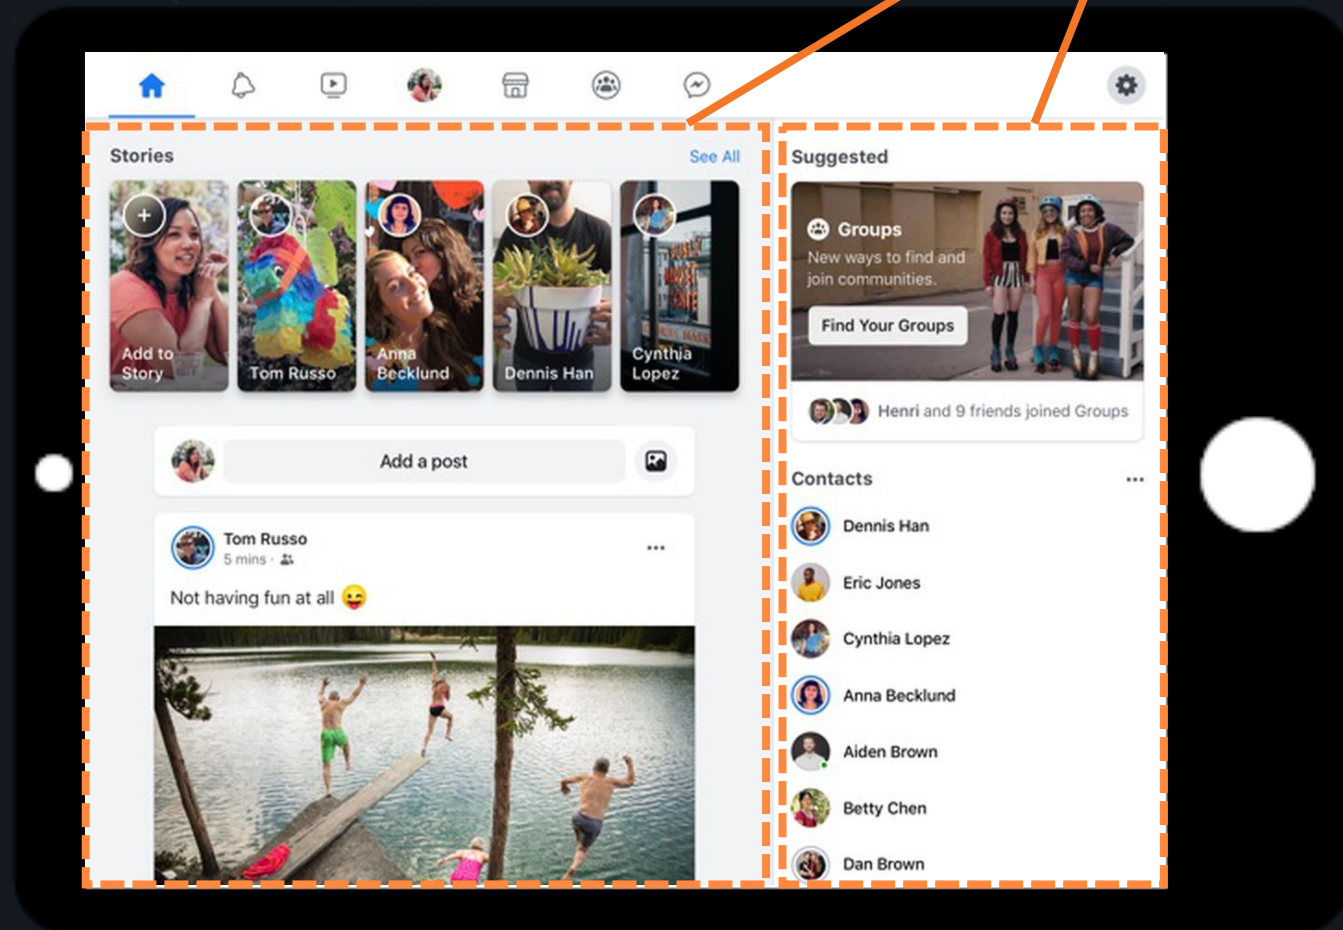 Stories
See All
Add to
Story
Tom Russo
Anna
Becklund
Dennis Han
Cynthia
Lopez
Add a post
Tom Russo
5 mins ·
Not having fun at all 😜
Suggested
Groups
New ways to find and
join communities.
Find Your Groups
Henri and 9 friends joined Groups
Contacts
Dennis Han
Eric Jones
Cynthia Lopez
Anna Becklund
Aiden Brown
Betty Chen
Dan Brown